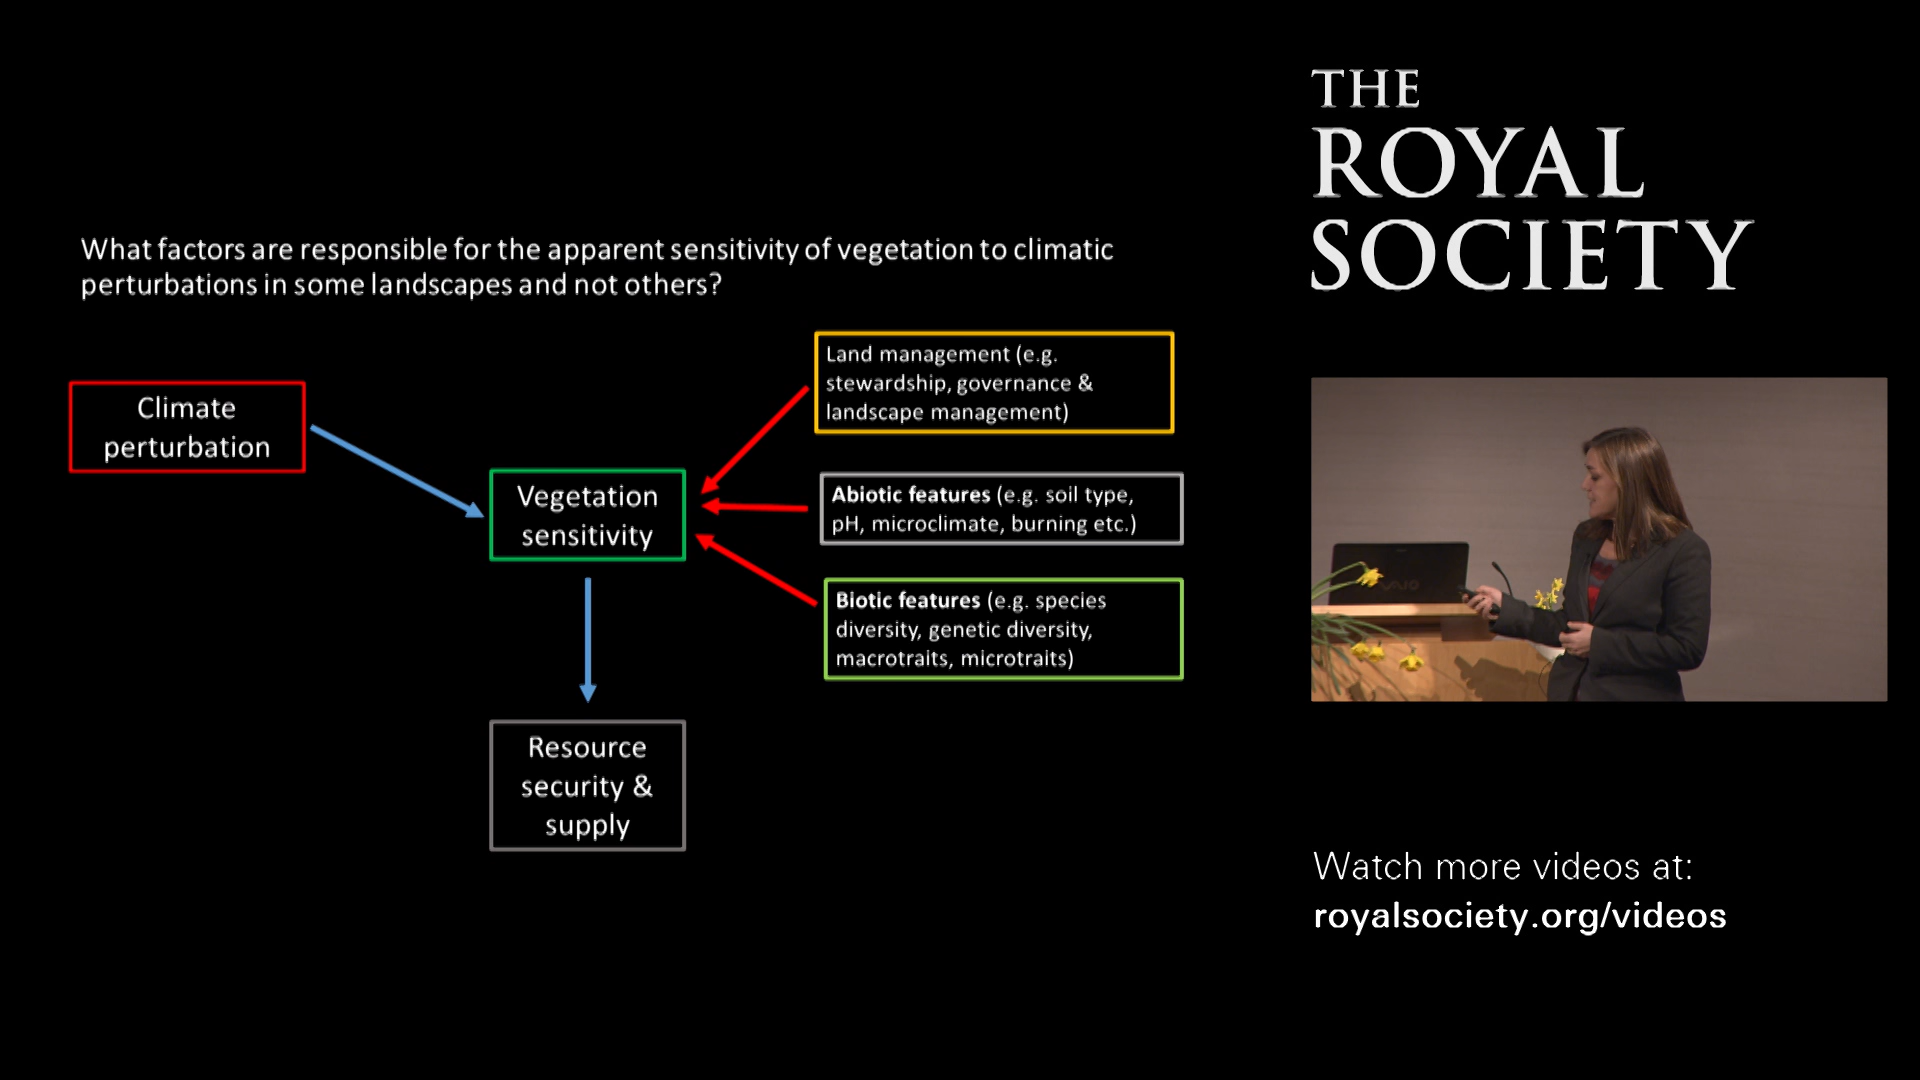 THE
ROYAL
SOCIETY
What factors are responsible for the apparent sensitivity of vegetation to climatic
perturbations in some landscapes and not others?
Climate
perturbation
Vegetation
sensitivity
Resource
security &
supply
Land management (e.g.
stewardship, governance &
landscape management)
Abiotic features (e.g. soil type,
pH, microclimate, burning etc.)
Biotic features (e.g. species
diversity, genetic diversity,
macrotraits, microtraits)
VAIO
Watch more videos at:
royalsociety.org/videos